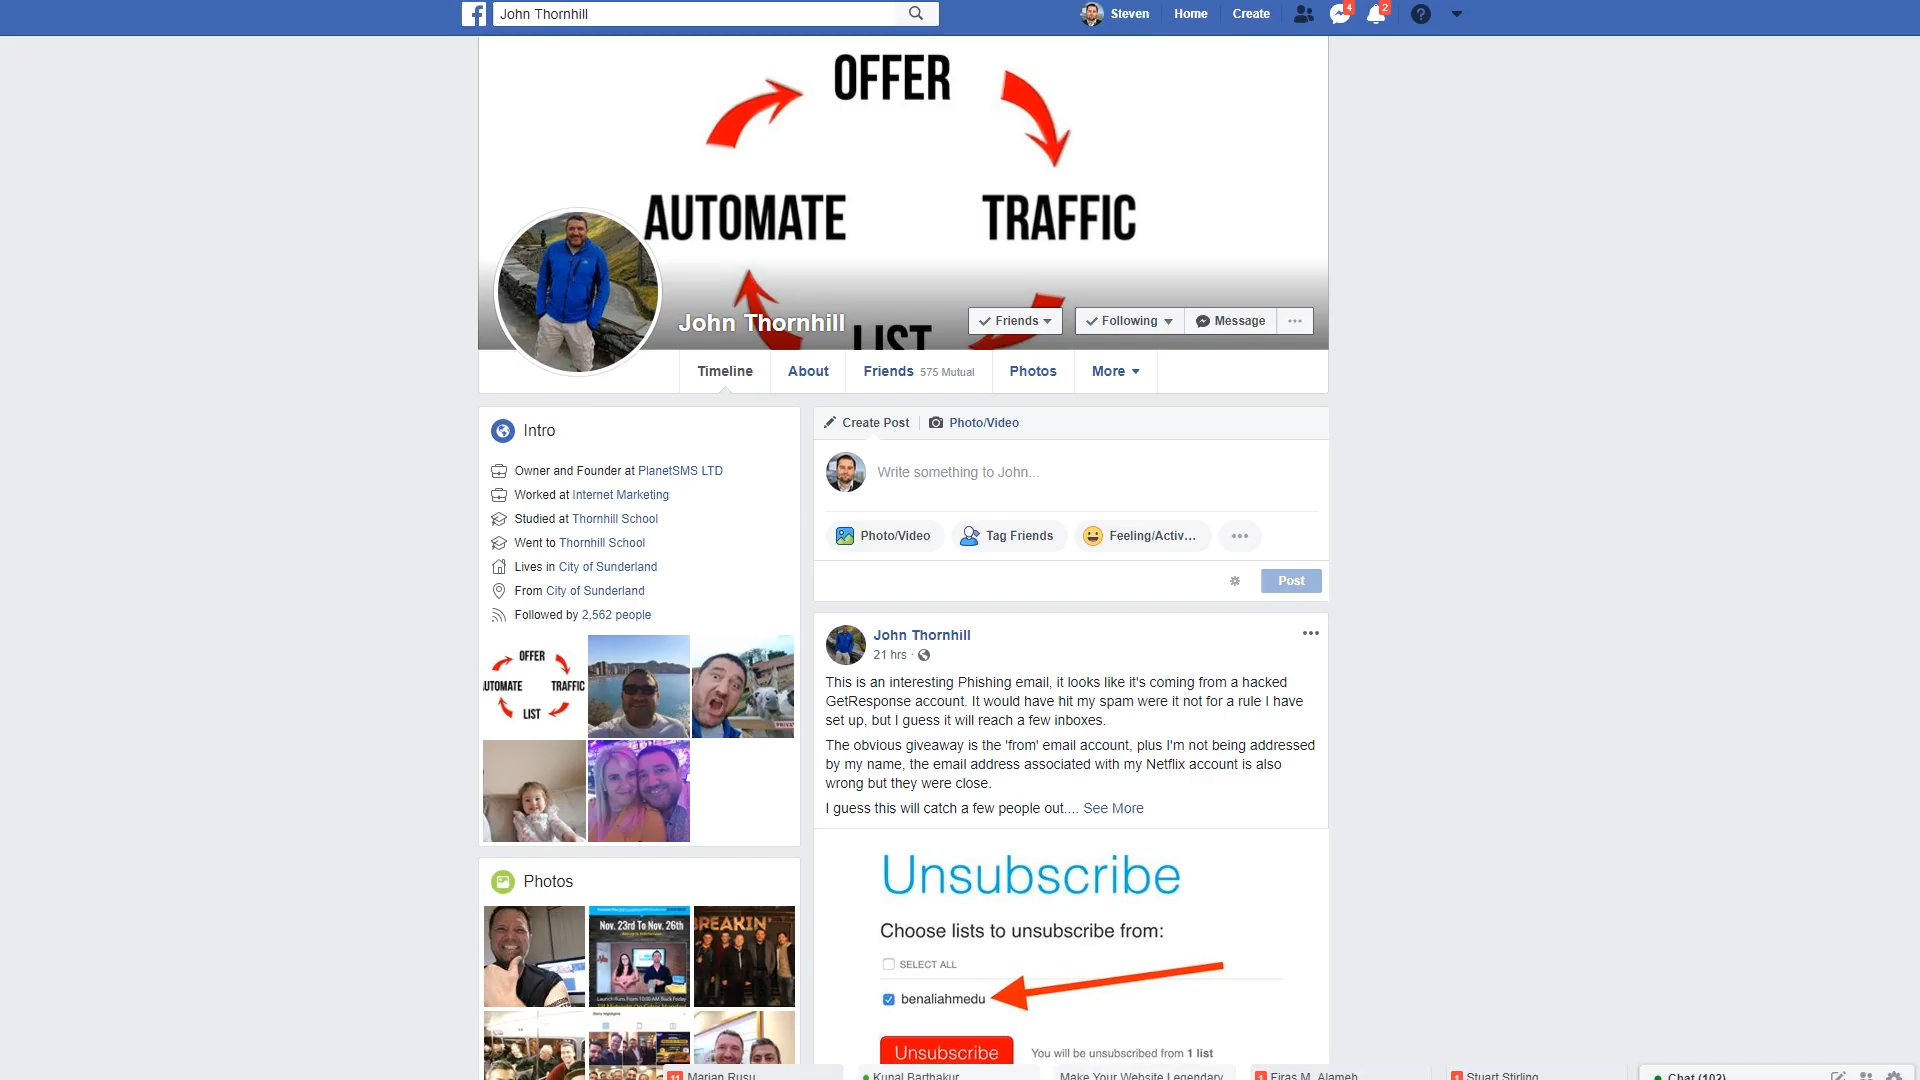 John Thornhill
Steven
Home
Create
4
2
OFFER
AUTOMATE
TRAFFIC
LIST
John Thornhill
Friends
Following
Message
Timeline
About
Friends 575 Mutual
Photos
More
Intro
Owner and Founder at PlanetSMS LTD
Worked at Internet Marketing
Studied at Thornhill School
Went to Thornhill School
Lives in City of Sunderland
From City of Sunderland
Followed by 2,562 people
OFFER
AUTOMATE
TRAFFIC
LIST
Photos
Nov. 23rd To Nov. 26th
BREAKIN'
Create Post
Photo/Video
Write something to John...
Photo/Video
Tag Friends
Feeling/Activ...
Post
John Thornhill
21 hrs ·
This is an interesting Phishing email, it looks like it's coming from a hacked
GetResponse account. It would have hit my spam were it not for a rule I have
set up, but I guess it will reach a few inboxes.
The obvious giveaway is the 'from' email account, plus I'm not being addressed
by my name, the email address associated with my Netflix account is also
wrong but they were close.
I guess this will catch a few people out.... See More
Unsubscribe
Choose lists to unsubscribe from:
SELECT ALL
benaliahmedu
Unsubscribe
You will be unsubscribed from 1 list
11 Marian Rusu
Kunal Barthakur
Make Your Website Legendary
1 Firas M. Alameh
1 Stuart Stirling
Chat (102)